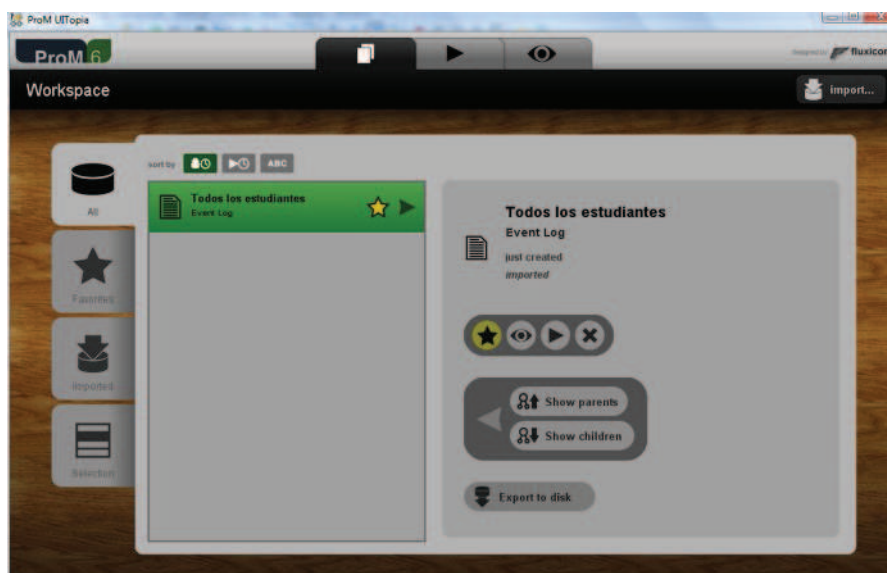 ProM UITopia
ProM 6
fluxicon
Workspace
import...
sort by
ABC
All
Favorites
Imported
Selection
Todos los estudiantes
Event Log
Todos los estudiantes
Event Log
just created
imported
Show parents
Show children
Export to disk